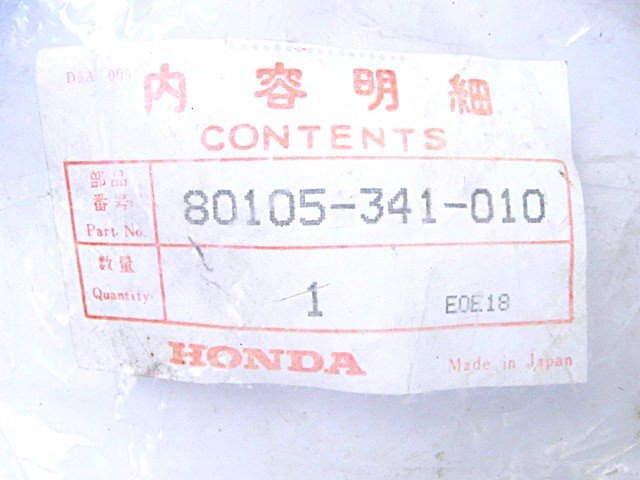 内容明細
CONTENTS
部品
番号
Part. No.
80105-341-010
数量
Quantity
1
E0E18
HONDA
Made in Japan